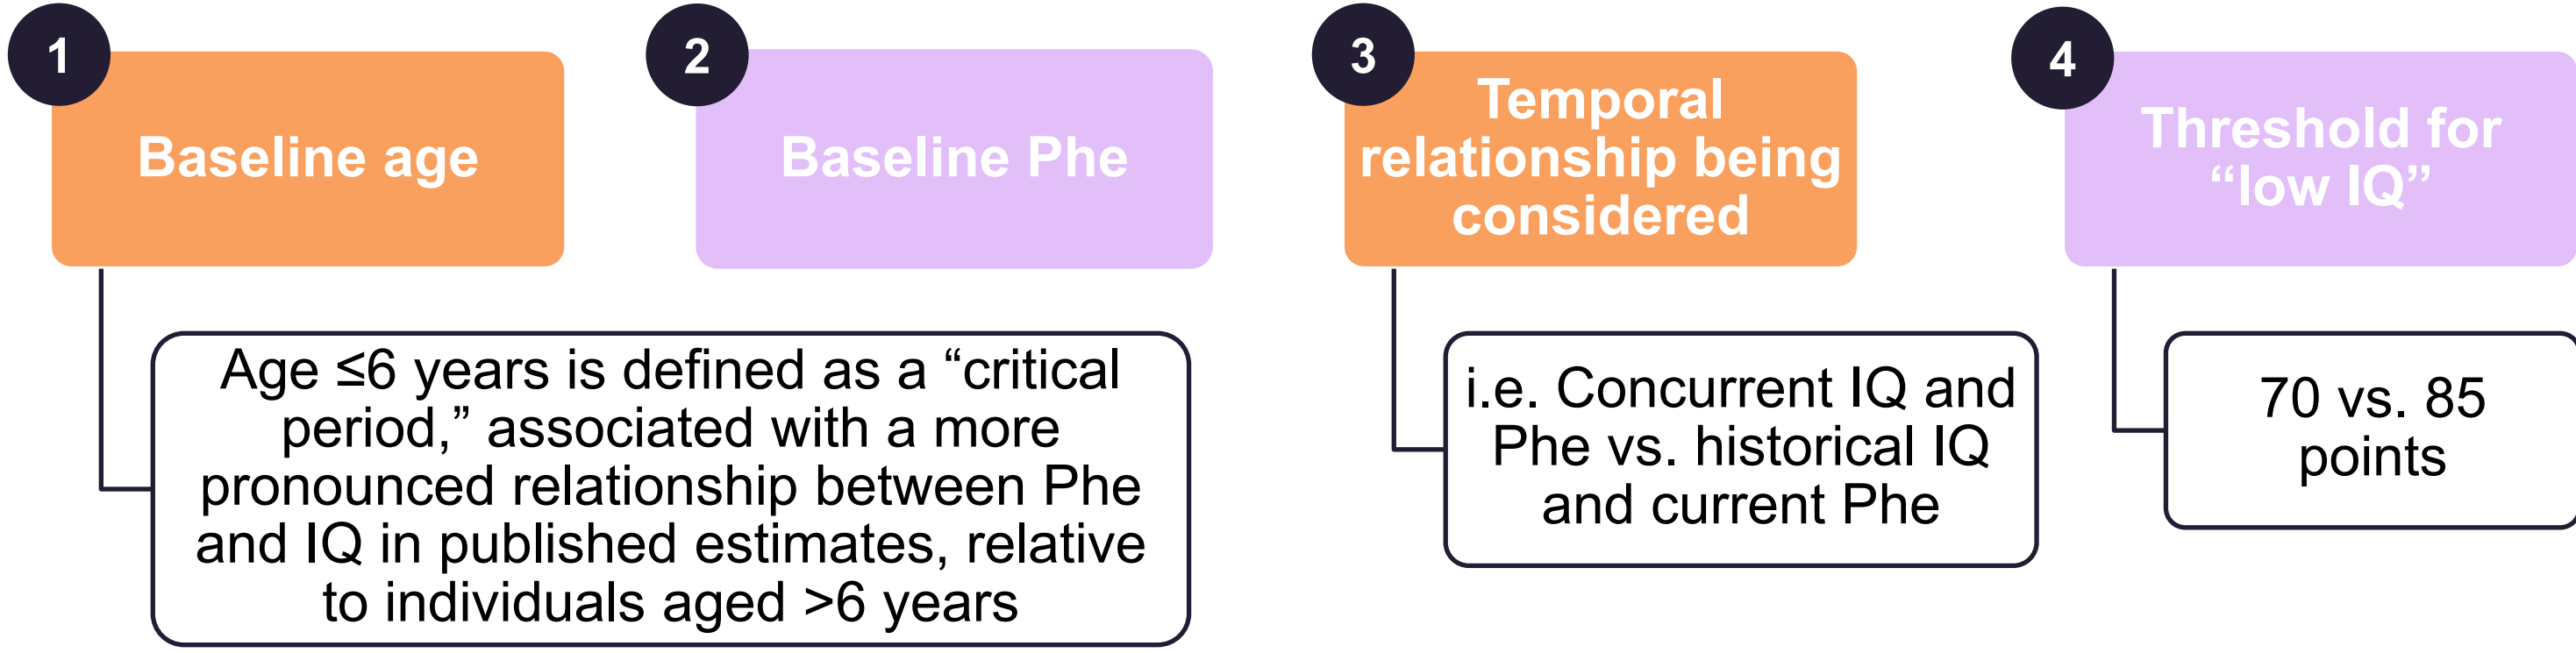 1
Baseline age
Age ≤6 years is defined as a “critical
period,” associated with a more
pronounced relationship between Phe
and IQ in published estimates, relative
to individuals aged >6 years
2
Baseline Phe
3
Temporal
relationship being
considered
i.e. Concurrent IQ and
Phe vs. historical IQ
and current Phe
4
Threshold for
“low IQ”
70 vs. 85
points